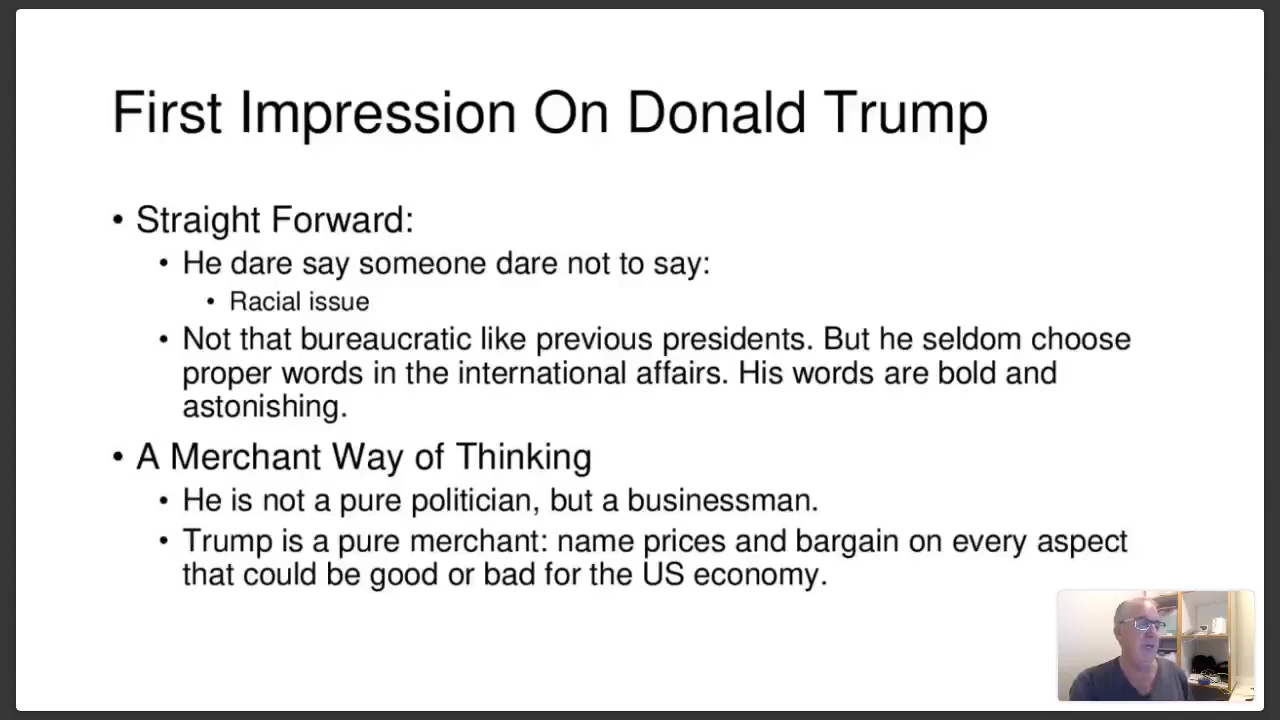 First Impression On Donald Trump
• Straight Forward:
• He dare say someone dare not to say:
• Racial issue
• Not that bureaucratic like previous presidents. But he seldom choose
proper words in the international affairs. His words are bold and
astonishing.
• A Merchant Way of Thinking
• He is not a pure politician, but a businessman.
• Trump is a pure merchant: name prices and bargain on every aspect
that could be good or bad for the US economy.